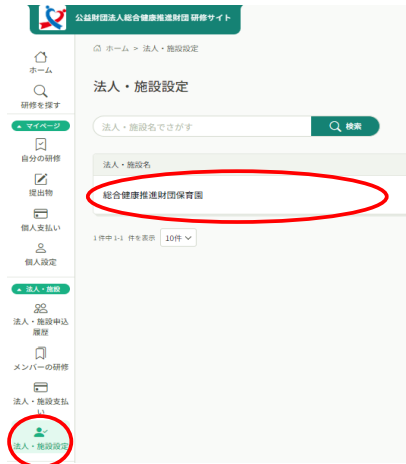 公益財団法人総合健康推進財団 研修サイト
ホーム > 法人・施設設定
ホーム
研修を探す
マイページ
自分の研修
提出物
個人支払い
個人設定
法人・施設
法人・施設申込
履歴
メンバーの研修
法人・施設支払
い
法人・施設設定
法人・施設設定
法人・施設名でさがす
検索
法人・施設名
総合健康推進財団保育園
1件中 1-1 件を表示 10件